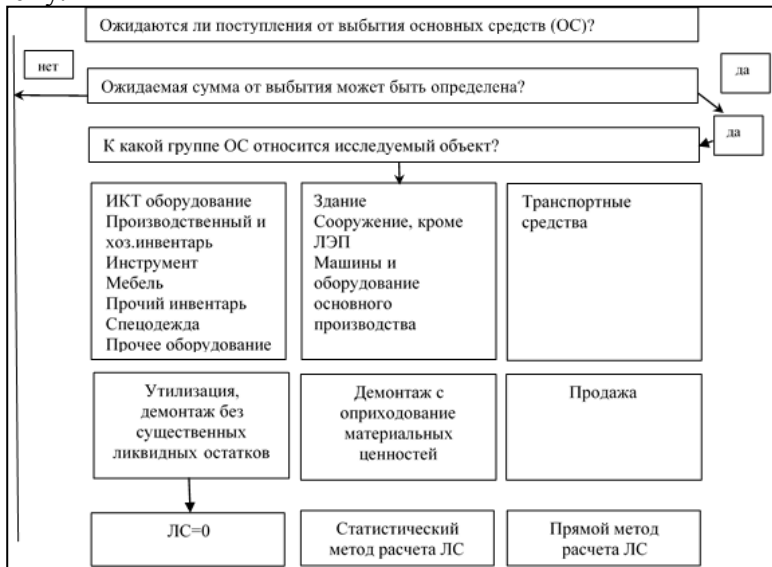 Ожидаются ли поступления от выбытия основных средств (ОС)?
нет
да
Ожидаемая сумма от выбытия может быть определена?
да
К какой группе ОС относится исследуемый объект?
ИКТ оборудование
Производственный и
хоз.инвентарь
Инструмент
Мебель
Прочий инвентарь
Спецодежда
Прочее оборудование
Здание
Сооружение, кроме
ЛЭП
Машины и
оборудование
основного
производства
Транспортные
средства
Утилизация,
демонтаж без
существенных
ликвидных остатков
Демонтаж с
оприходование
материальных
ценностей
Продажа
ЛС=0
Статистический
метод расчета ЛС
Прямой метод
расчета ЛС